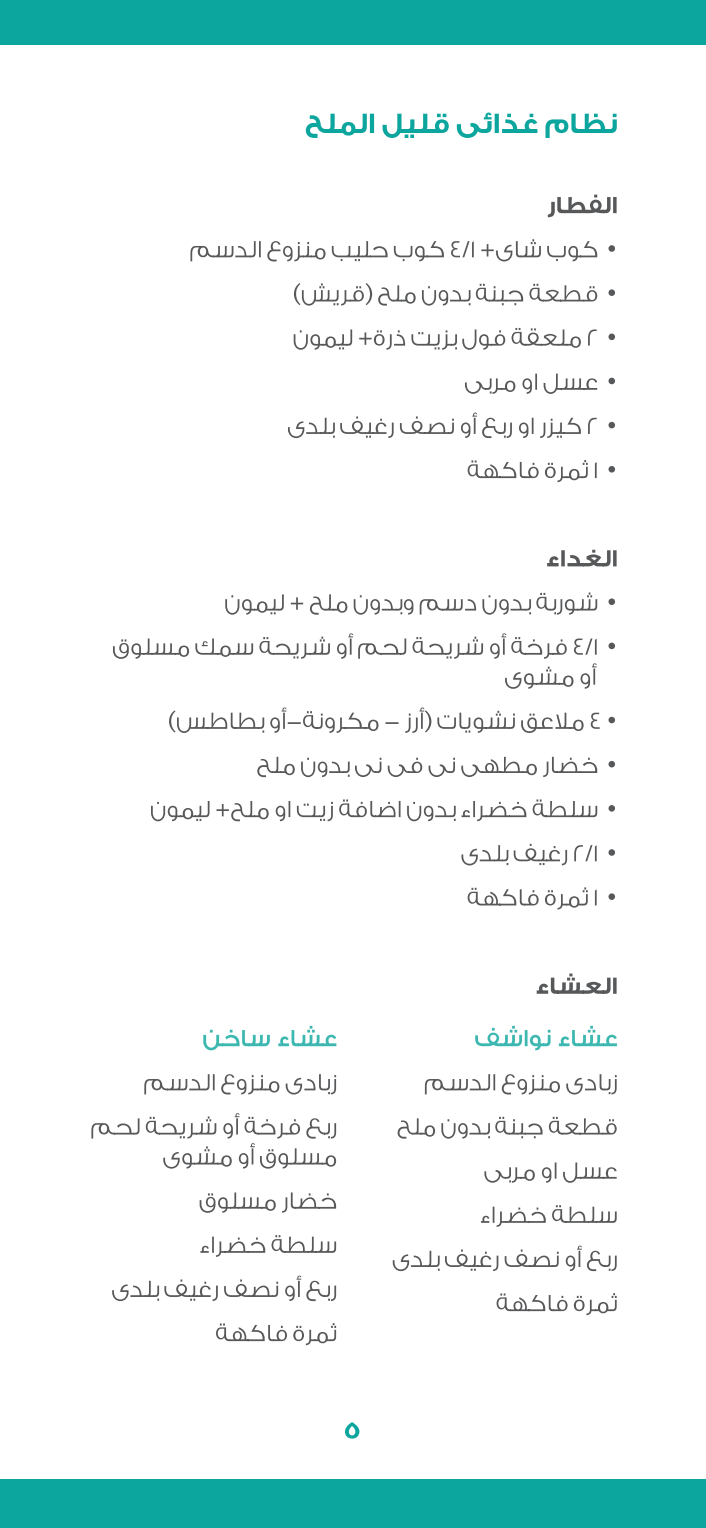 نظام غذائى قليل الملح
الفطار
• كوب شاى+ ٤/١ كوب حليب منزوع الدسم
• قطعة جبنة بدون ملح (قريش)
• ٢ ملعقة فول بزيت ذرة+ ليمون
• عسل او مربى
• ٢ كيزر او ربع أو نصف رغيف بلدى
• ١ ثمرة فاكهة
الغداء
• شوربة بدون دسم وبدون ملح + ليمون
• ٤/١ فرخة أو شريحة لحم أو شريحة سمك مسلوق
أو مشوى
• ٤ ملاعق نشويات (أرز – مكرونة–أو بطاطس)
• خضار مطهى نى فى نى بدون ملح
• سلطة خضراء بدون اضافة زيت او ملح+ ليمون
• ٢/١ رغيف بلدى
• ١ ثمرة فاكهة
العشاء
عشاء نواشف
زبادى منزوع الدسم
قطعة جبنة بدون ملح
عسل او مربى
سلطة خضراء
ربع أو نصف رغيف بلدى
ثمرة فاكهة
عشاء ساخن
زبادى منزوع الدسم
ربع فرخة أو شريحة لحم
مسلوق أو مشوى
خضار مسلوق
سلطة خضراء
ربع أو نصف رغيف بلدى
ثمرة فاكهة
٥